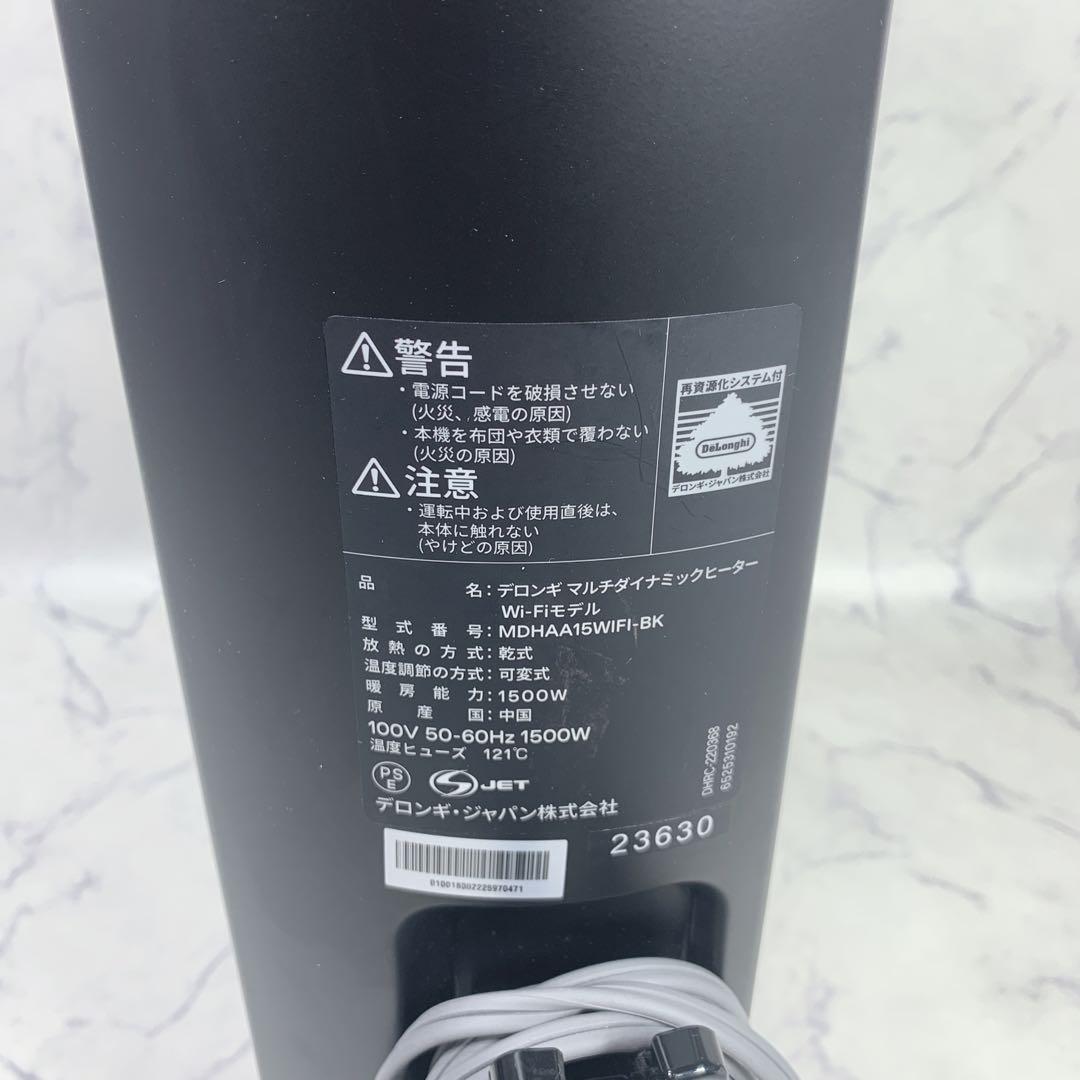 警告
・電源コードを破損させない
(火災、感電の原因)
・本機を布団や衣類で覆わない
(火災の原因)
注意
・運転中および使用直後は、
本体に触れない
(やけどの原因)
再資源化システム付
DeLonghi
デロンギ・ジャパン株式会社
品 名：デロンギ マルチダイナミックヒーター
Wi-Fiモデル
型式番号：MDHAA15WIFI-BK
放熱の方式：乾式
温度調節の方式：可変式
暖房能力：1500W
原産国：中国
100V 50-60Hz 1500W
温度ヒューズ 121℃
PSE
S JET
デロンギ・ジャパン株式会社
DHRC-220368
6525310192
23630
01001S002225970471